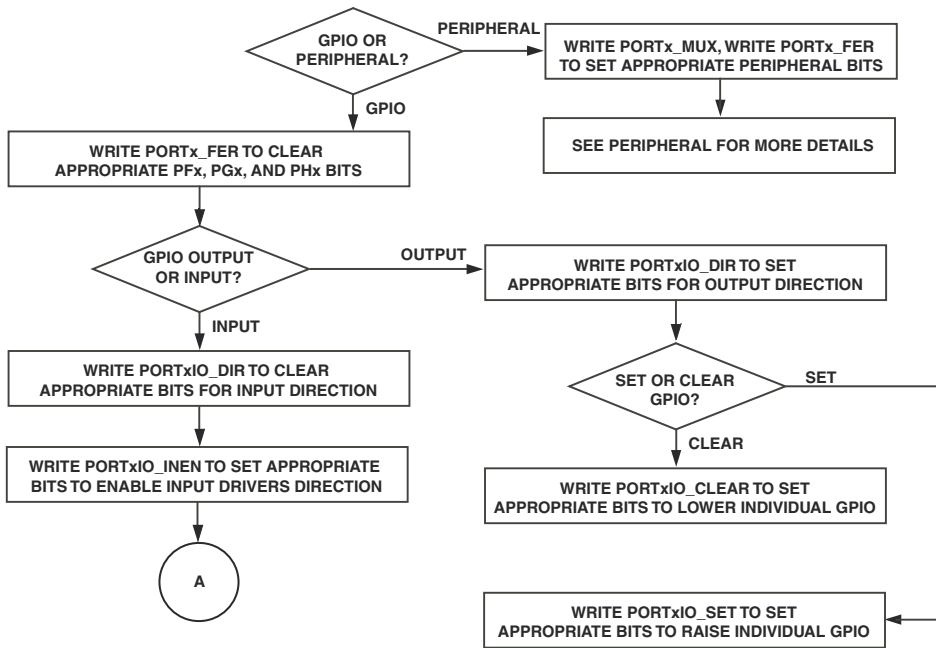 GPIO OR
PERIPHERAL?
PERIPHERAL
WRITE PORTx_MUX, WRITE PORTx_FER
TO SET APPROPRIATE PERIPHERAL BITS
SEE PERIPHERAL FOR MORE DETAILS
GPIO
WRITE PORTx_FER TO CLEAR
APPROPRIATE PFx, PGx, AND PHx BITS
GPIO OUTPUT
OR INPUT?
OUTPUT
WRITE PORTxIO_DIR TO SET
APPROPRIATE BITS FOR OUTPUT DIRECTION
INPUT
WRITE PORTxIO_DIR TO CLEAR
APPROPRIATE BITS FOR INPUT DIRECTION
SET OR CLEAR
GPIO?
SET
CLEAR
WRITE PORTxIO_INEN TO SET APPROPRIATE
BITS TO ENABLE INPUT DRIVERS DIRECTION
WRITE PORTxIO_CLEAR TO SET
APPROPRIATE BITS TO LOWER INDIVIDUAL GPIO
A
WRITE PORTxIO_SET TO SET
APPROPRIATE BITS TO RAISE INDIVIDUAL GPIO